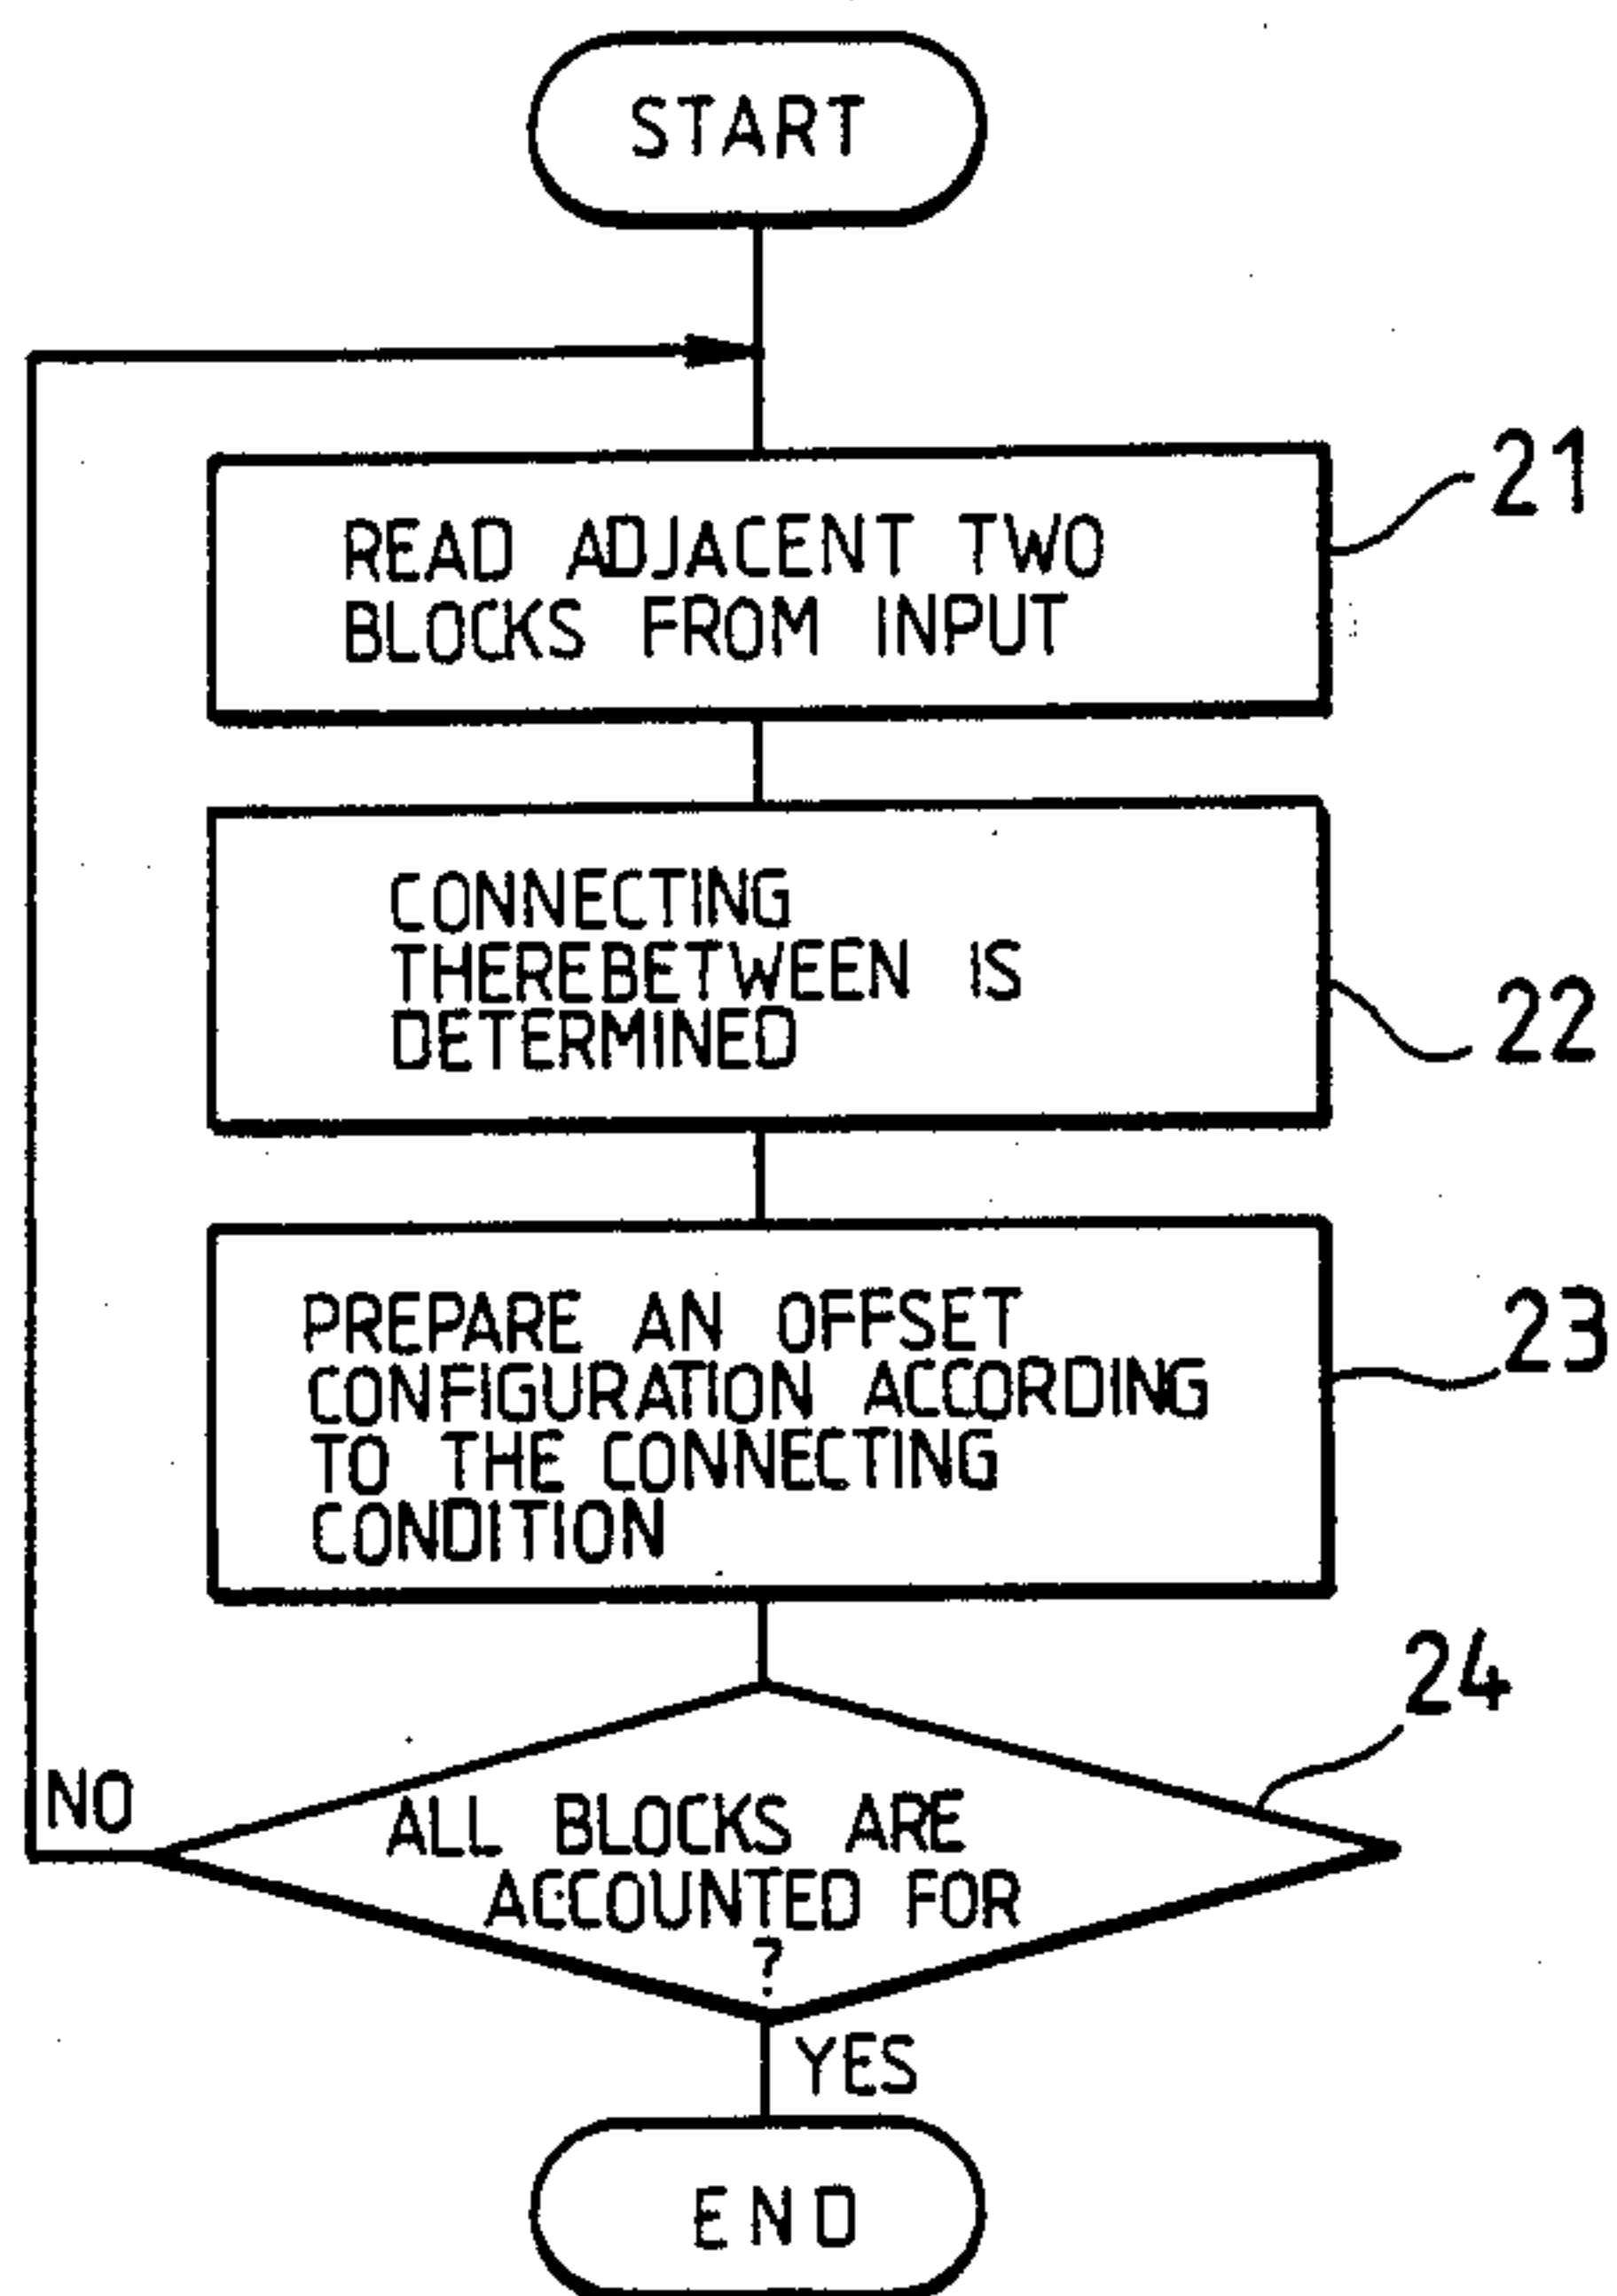 START
21
READ ADJACENT TWO
BLOCKS FROM INPUT
CONNECTING
THEREBETWEEN IS
DETERMINED
22
PREPARE AN OFFSET
CONFIGURATION ACCORDING
TO THE CONNECTING
CONDITION
23
24
NO
ALL BLOCKS ARE
ACCOUNTED FOR
?
YES
END